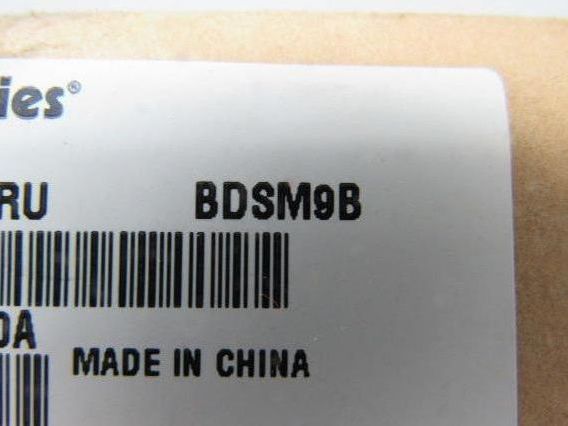 ies®
RU BDSM9B
0A
MADE IN CHINA